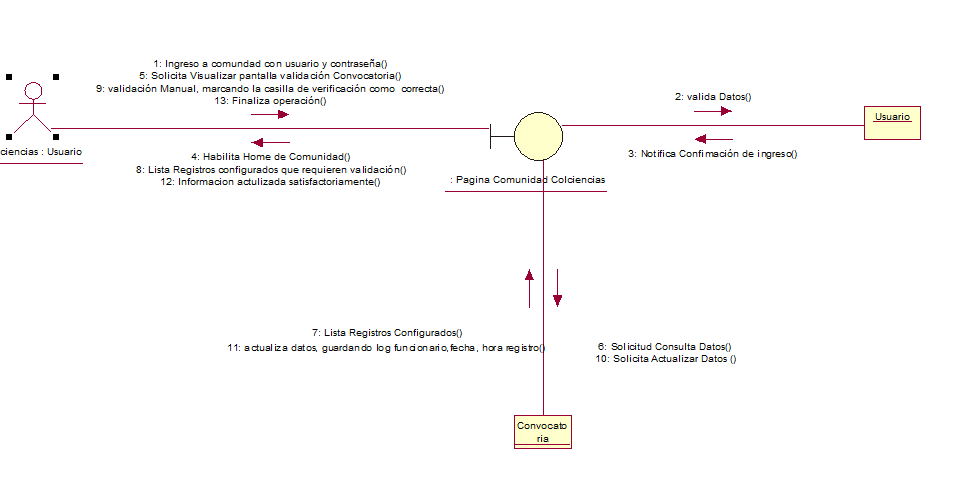 1: Ingreso a comundad con usuario y contraseña()
5: Solicita Visualizar pantalla validación Convocatoria()
9: validación Manual, marcando la casilla de verificación como correcta()
13: Finaliza operación()
2: valida Datos()
Usuario
ciencias : Usuario
4: Habilita Home de Comunidad()
8: Lista Registros configurados que requieren validación()
12: Informacion actulizada satisfactoriamente()
3: Notifica Confimación de ingreso()
: Pagina Comunidad Colciencias
7: Lista Registros Configurados()
11: actualiza datos, guardando log funcionario,fecha, hora registro()
6: Solicitud Consulta Datos()
10: Solicita Actualizar Datos ()
Convocato
ria